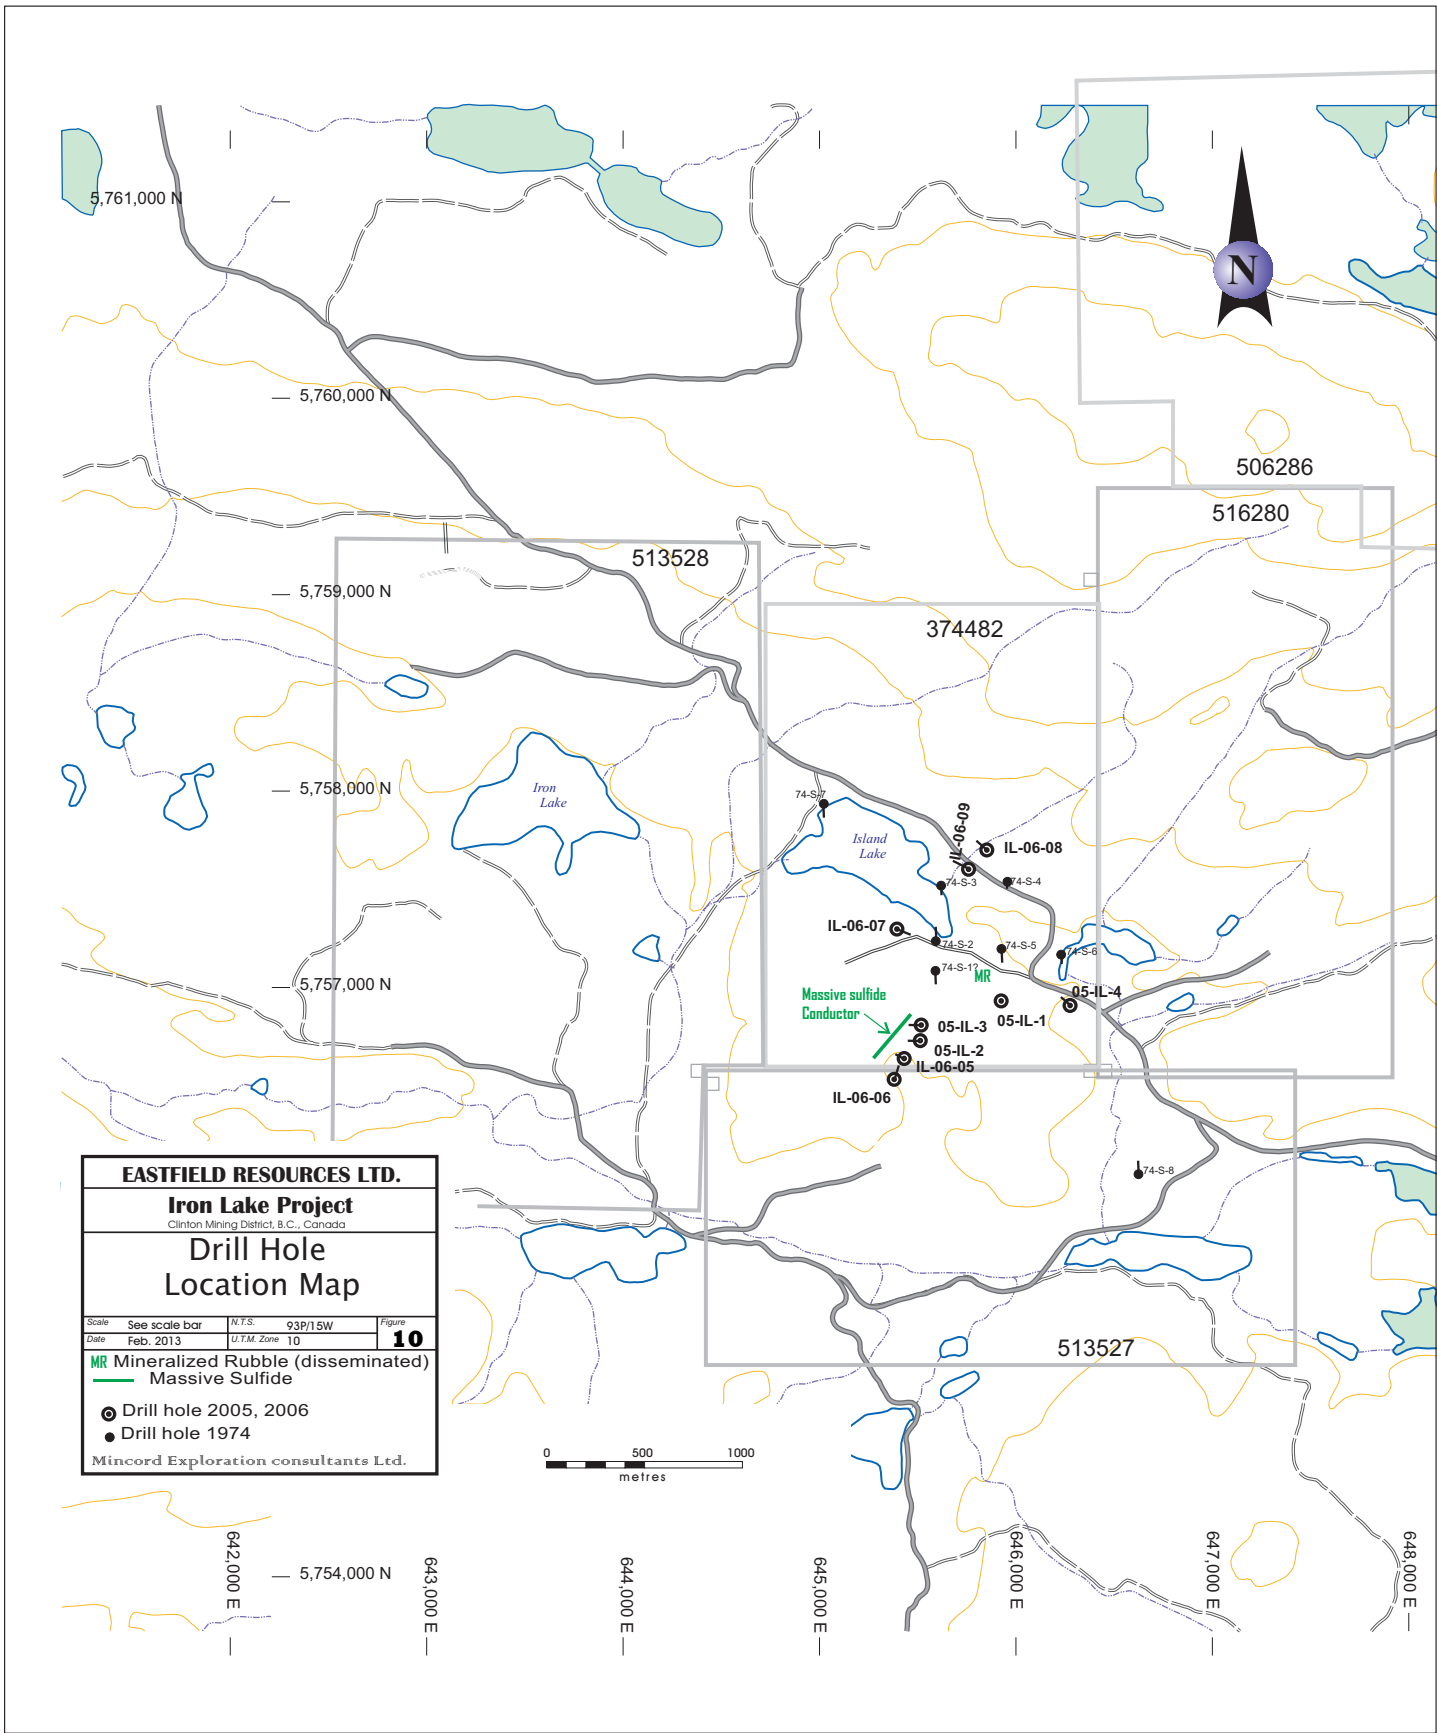 5,761,000 N
N
5,760,000 N
506286
516280
513528
5,759,000 N
374482
5,758,000 N
Iron
Lake
74-S-7
Island
Lake
IL-06-09
IL-06-08
74-S-3
74-S-4
IL-06-07
74-S-2
74-S-5
74-S-6
74-S-1?
MR
5,757,000 N
Massive sulfide
Conductor
05-IL-4
05-IL-1
05-IL-3
05-IL-2
IL-06-05
IL-06-06
74-S-8
EASTFIELD RESOURCES LTD.
Iron Lake Project
Clinton Mining District, B.C., Canada
Drill Hole
Location Map
Scale See scale bar N.T.S. 93P/15W Figure
Date Feb. 2013 U.T.M. Zone 10 10
MR Mineralized Rubble (disseminated)
Massive Sulfide
Drill hole 2005, 2006
Drill hole 1974
Mincord Exploration consultants Ltd.
513527
0 500 1000
metres
5,754,000 N
642,000 E
643,000 E
644,000 E
645,000 E
646,000 E
647,000 E
648,000 E